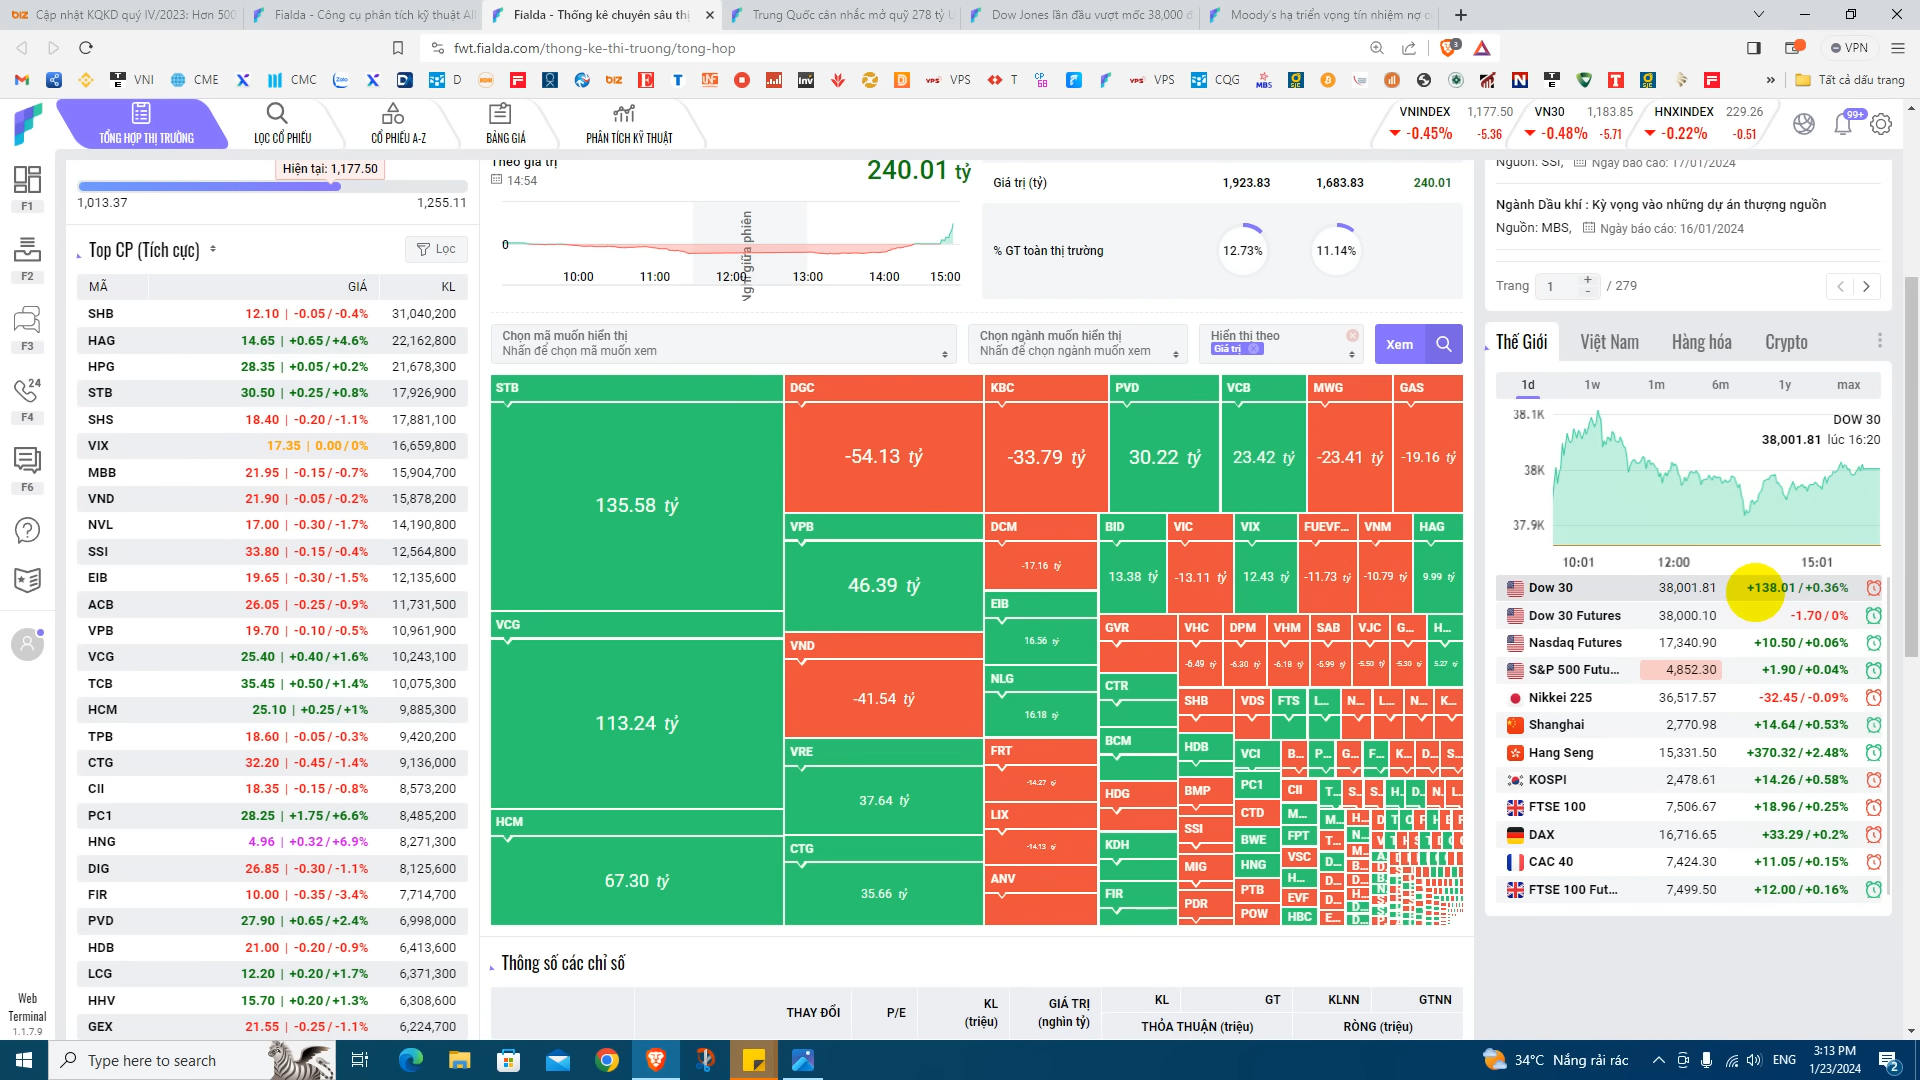 Cập nhật KQKD quý IV/2023: Hơn 500
Fialda - Công cụ phân tích kỹ thuật
Fialda - Thống kê chuyên sâu thị
Trung Quốc cân nhắc mở quỹ 278 tỷ U
Dow Jones lần đầu vượt mốc 38,000 đ
Moody's hạ triển vọng tín nhiệm nợ c
fwt.fialda.com/thong-ke-thi-truong/tong-hop
VPN
VNI
CME
CMC
D
VPS
T
VPS
CQG
Tất cả dấu trang
TỔNG HỢP THỊ TRƯỜNG
LỌC CỔ PHIẾU
CỔ PHIẾU A-Z
BẢNG GIÁ
PHÂN TÍCH KỸ THUẬT
VNINDEX 1,177.50
-0.45% -5.36
VN30 1,183.85
-0.48% -5.71
HNXINDEX 229.26
-0.22% -0.51
99+
F1
F2
F3
24
F4
F6
Web
Terminal
1.1.7.9
Hiện tại: 1,177.50
1,013.37 1,255.11
Top CP (Tích cực)
Lọc
MÃ GIÁ KL
SHB 12.10 | -0.05 / -0.4% 31,040,200
HAG 14.65 | +0.65 / +4.6% 22,162,800
HPG 28.35 | +0.05 / +0.2% 21,678,300
STB 30.50 | +0.25 / +0.8% 17,926,900
SHS 18.40 | -0.20 / -1.1% 17,881,100
VIX 17.35 | 0.00 / 0% 16,659,800
MBB 21.95 | -0.15 / -0.7% 15,904,700
VND 21.90 | -0.05 / -0.2% 15,878,200
NVL 17.00 | -0.30 / -1.7% 14,190,800
SSI 33.80 | -0.15 / -0.4% 12,564,800
EIB 19.65 | -0.30 / -1.5% 12,135,600
ACB 26.05 | -0.25 / -0.9% 11,731,500
VPB 19.70 | -0.10 / -0.5% 10,961,900
VCG 25.40 | +0.40 / +1.6% 10,243,100
TCB 35.45 | +0.50 / +1.4% 10,075,300
HCM 25.10 | +0.25 / +1% 9,885,300
TPB 18.60 | -0.05 / -0.3% 9,420,200
CTG 32.20 | -0.45 / -1.4% 9,136,000
CII 18.35 | -0.15 / -0.8% 8,573,200
PC1 28.25 | +1.75 / +6.6% 8,485,200
HNG 4.96 | +0.32 / +6.9% 8,271,300
DIG 26.85 | -0.30 / -1.1% 8,125,600
FIR 10.00 | -0.35 / -3.4% 7,714,700
PVD 27.90 | +0.65 / +2.4% 6,998,000
HDB 21.00 | -0.20 / -0.9% 6,413,600
LCG 12.20 | +0.20 / +1.7% 6,371,300
HHV 15.70 | +0.20 / +1.3% 6,308,600
GEX 21.55 | -0.25 / -1.1% 6,224,700
Theo giá trị
14:54
240.01 tỷ
0
Nghỉ giữa phiên
10:00 11:00 12:00 13:00 14:00 15:00
Giá trị (tỷ) 1,923.83 1,683.83 240.01
% GT toàn thị trường 12.73% 11.14%
Chọn mã muốn hiển thị
Nhấn để chọn mã muốn xem
Chọn ngành muốn hiển thị
Nhấn để chọn ngành muốn xem
Hiển thị theo
Giá trị
Xem
STB
135.58 tỷ
VCG
113.24 tỷ
HCM
67.30 tỷ
DGC
-54.13 tỷ
VPB
46.39 tỷ
VND
-41.54 tỷ
VRE
37.64 tỷ
CTG
35.66 tỷ
KBC
-33.79 tỷ
PVD
30.22 tỷ
VCB
23.42 tỷ
MWG
-23.41 tỷ
GAS
-19.16 tỷ
DCM
-17.16 tỷ
EIB
16.56 tỷ
NLG
16.18 tỷ
FRT
-14.27 tỷ
LIX
-14.13 tỷ
ANV
BID
13.38 tỷ
VIC
-13.11 tỷ
VIX
12.43 tỷ
FUEVF...
-11.73 tỷ
VNM
-10.79 tỷ
HAG
9.99 tỷ
GVR
CTR
BCM
HDG
KDH
FIR
VHC
-6.49 tỷ
DPM
-6.30 tỷ
VHM
-6.18 tỷ
SAB
-5.99 tỷ
VJC
-5.50 tỷ
G...
-5.30 tỷ
H...
5.27 tỷ
SHB
HDB
BMP
SSI
MIG
PDR
VDS
FTS
L...
N...
L...
N...
K...
VCI
PC1
CTD
BWE
HNG
PTB
POW
B...
P...
G...
F...
K...
D...
S...
CII
M...
FPT
VSC
H...
EVF
HBC
Thông số các chỉ số
THAY ĐỔI
P/E
KL
(triệu)
GIÁ TRỊ
(nghìn tỷ)
KL GT
THỎA THUẬN (triệu)
KLNN GTNN
RÒNG (triệu)
Nguồn: SSI, Ngày báo cáo: 17/01/2024
Ngành Dầu khí : Kỳ vọng vào những dự án thượng nguồn
Nguồn: MBS, Ngày báo cáo: 16/01/2024
Trang 1 / 279
Thế Giới
Việt Nam
Hàng hóa
Crypto
1d 1w 1m 6m 1y max
38.1K
38K
37.9K
DOW 30
38,001.81 lúc 16:20
10:01 12:00 15:01
Dow 30 38,001.81 +138.01 / +0.36%
Dow 30 Futures 38,000.10 -1.70 / 0%
Nasdaq Futures 17,340.90 +10.50 / +0.06%
S&P 500 Futu... 4,852.30 +1.90 / +0.04%
Nikkei 225 36,517.57 -32.45 / -0.09%
Shanghai 2,770.98 +14.64 / +0.53%
Hang Seng 15,331.50 +370.32 / +2.48%
KOSPI 2,478.61 +14.26 / +0.58%
FTSE 100 7,506.67 +18.96 / +0.25%
DAX 16,716.65 +33.29 / +0.2%
CAC 40 7,424.30 +11.05 / +0.15%
FTSE 100 Fut... 7,499.50 +12.00 / +0.16%
Type here to search
34°C Nắng rải rác
ENG
3:13 PM
1/23/2024
2